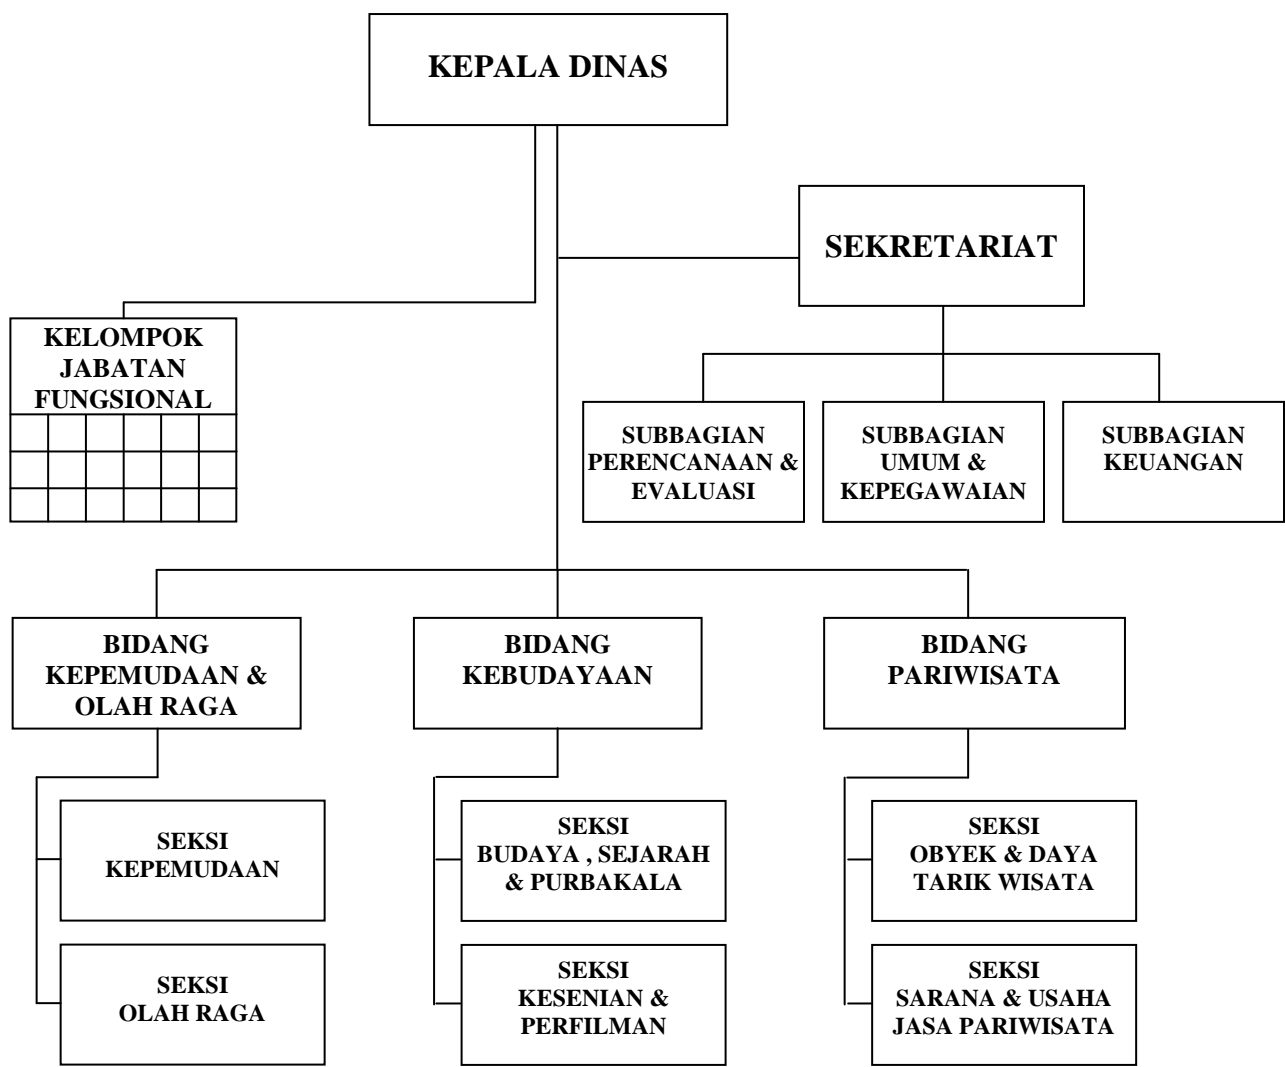 KEPALA DINAS
SEKRETARIAT
KELOMPOK
JABATAN
FUNGSIONAL
SUBBAGIAN
PERENCANAAN &
EVALUASI
SUBBAGIAN
UMUM &
KEPEGAWAIAN
SUBBAGIAN
KEUANGAN
BIDANG
KEPEMUDAAN &
OLAH RAGA
BIDANG
KEBUDAYAAN
BIDANG
PARIWISATA
SEKSI
KEPEMUDAAN
SEKSI
BUDAYA , SEJARAH
& PURBAKALA
SEKSI
OBYEK & DAYA
TARIK WISATA
SEKSI
OLAH RAGA
SEKSI
KESENIAN &
PERFILMAN
SEKSI
SARANA & USAHA
JASA PARIWISATA